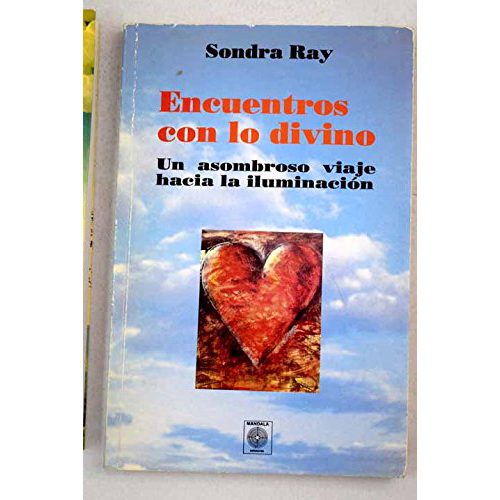 Sondra Ray
Encuentros
con lo divino
Un asombroso viaje
hacia la iluminación
MANDALA